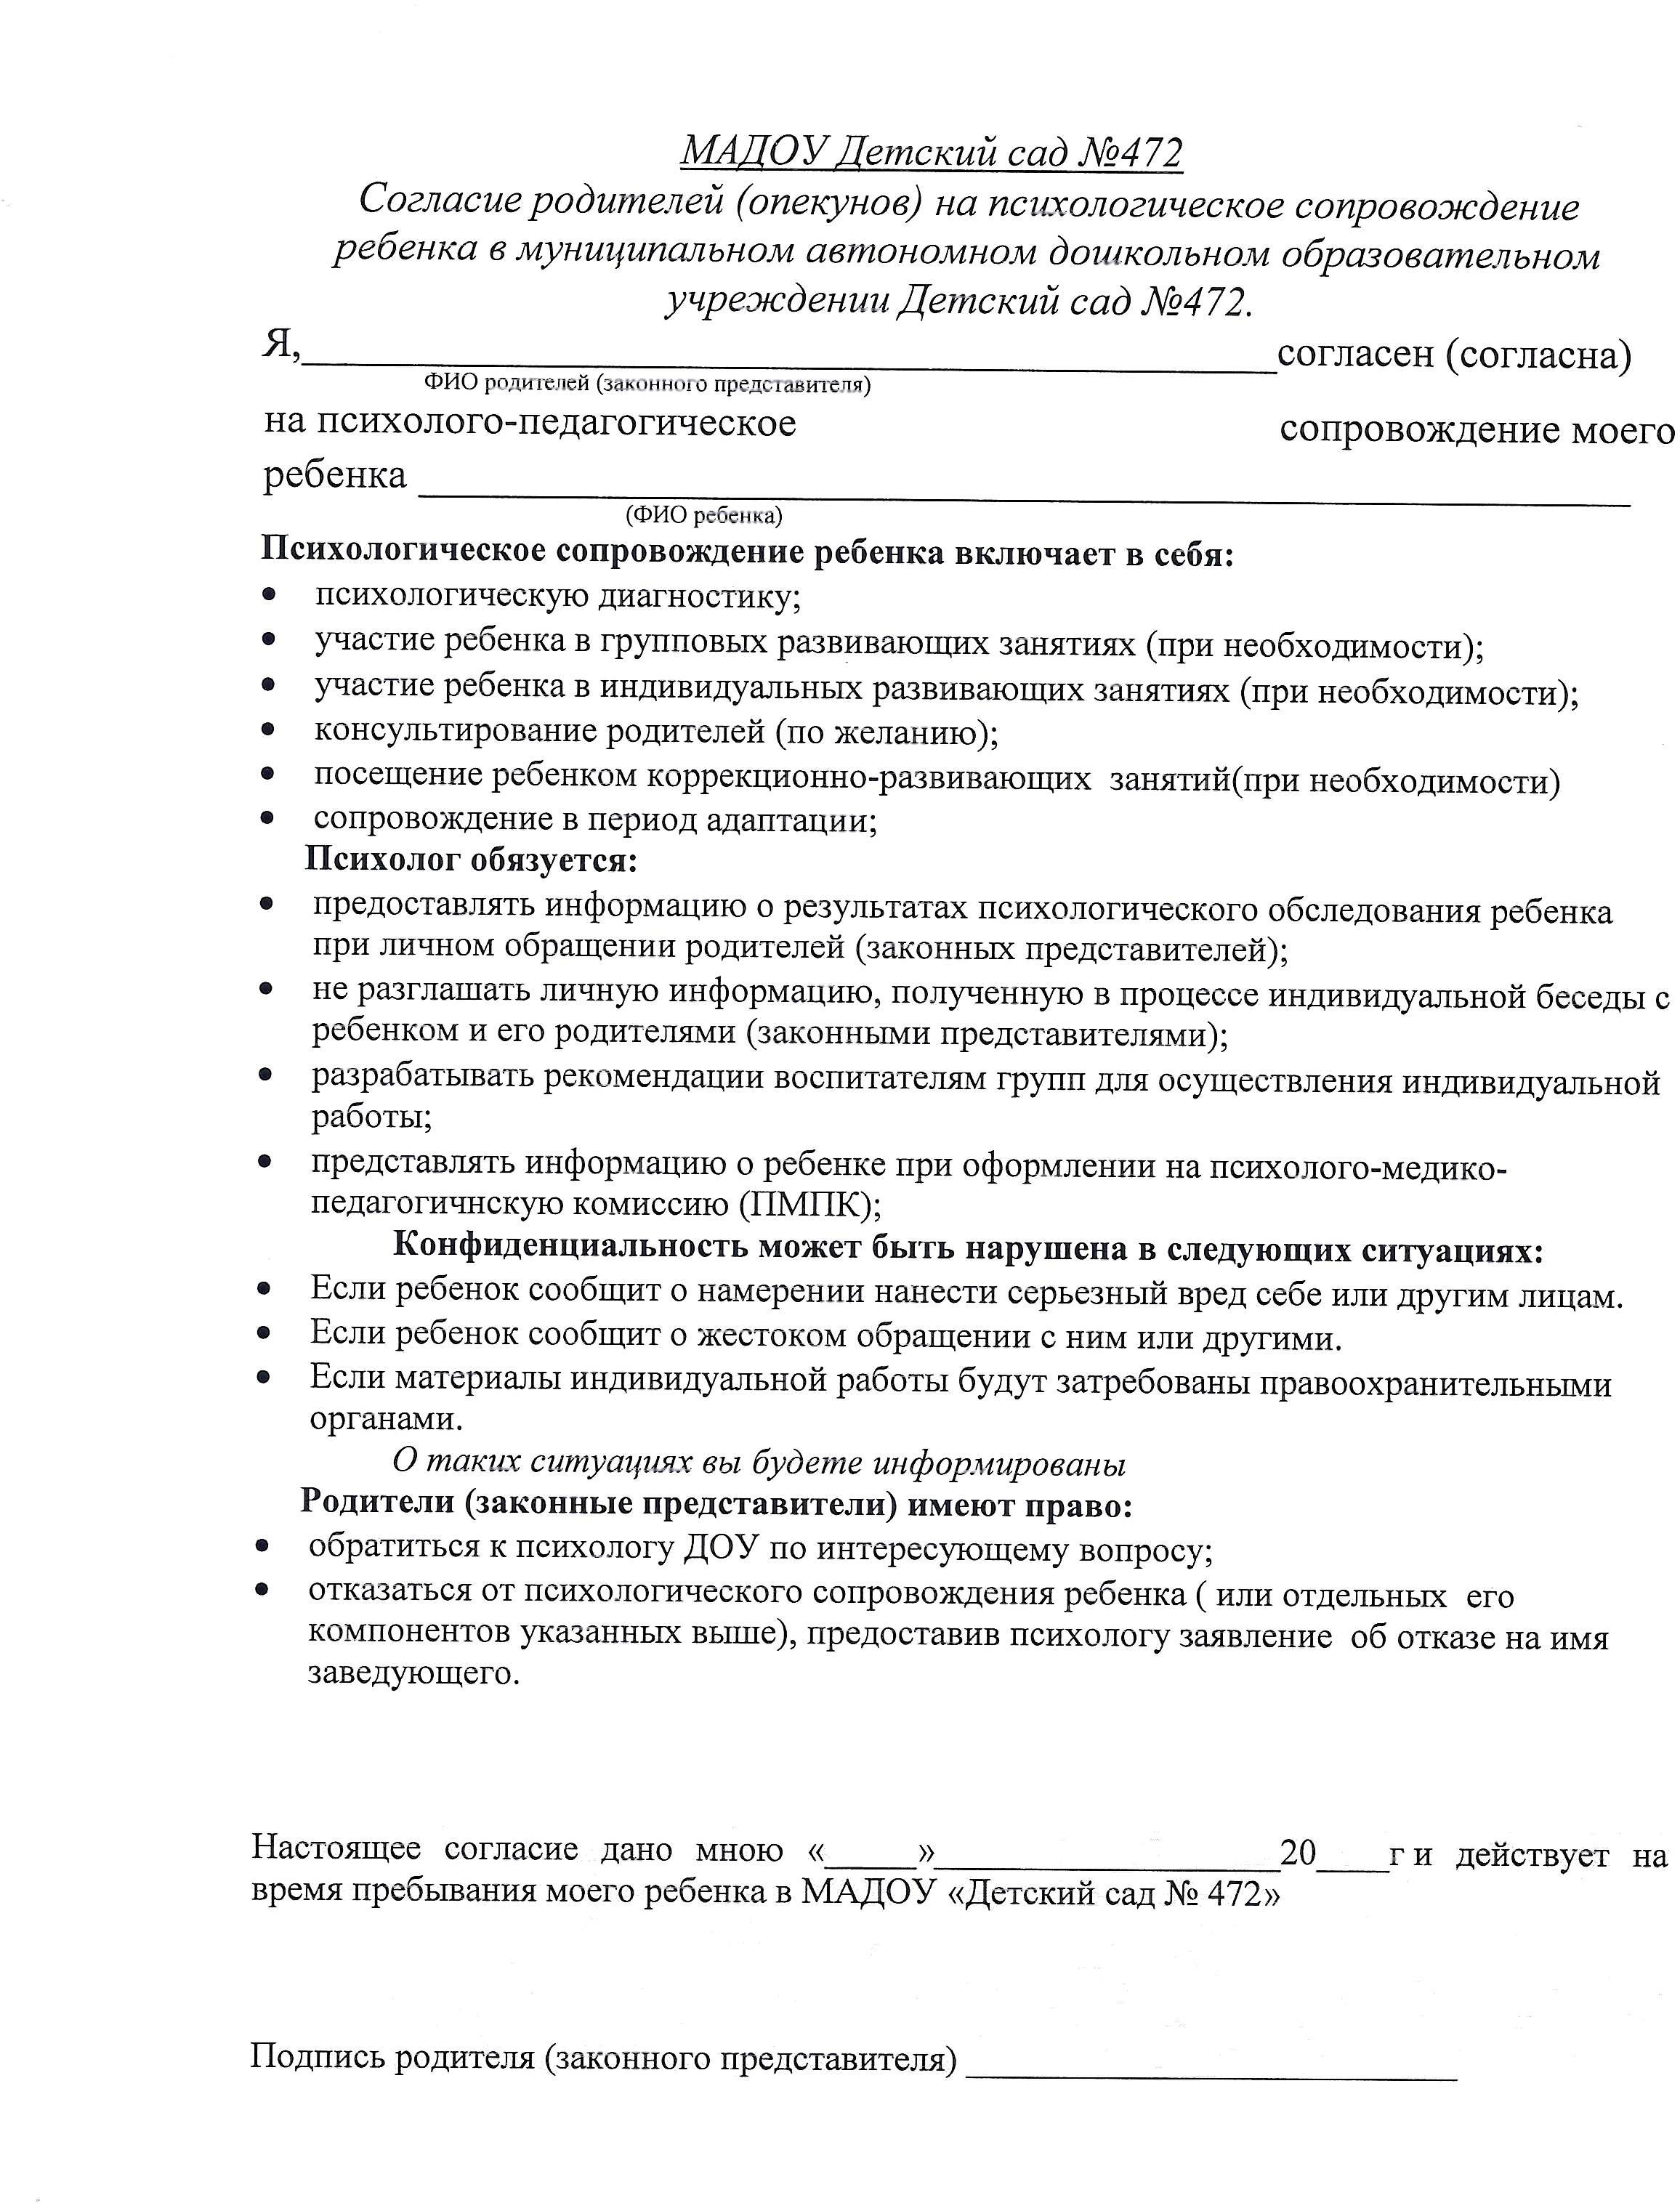 МАДОУ Детский сад №472
Согласие родителей (опекунов) на психологическое сопровождение
ребенка в муниципальном автономном дошкольном образовательном
учреждении Детский сад №472.
Я,_____________________________________________согласен (согласна)
ФИО родителей (законного представителя)
на психолого-педагогическое сопровождение моего
ребенка ________________________________________________________
(ФИО ребенка)
Психологическое сопровождение ребенка включает в себя:
• психологическую диагностику;
• участие ребенка в групповых развивающих занятиях (при необходимости);
• участие ребенка в индивидуальных развивающих занятиях (при необходимости);
• консультирование родителей (по желанию);
• посещение ребенком коррекционно-развивающих занятий(при необходимости)
• сопровождение в период адаптации;
Психолог обязуется:
• предоставлять информацию о результатах психологического обследования ребенка
при личном обращении родителей (законных представителей);
• не разглашать личную информацию, полученную в процессе индивидуальной беседы с
ребенком и его родителями (законными представителями);
• разрабатывать рекомендации воспитателям групп для осуществления индивидуальной
работы;
• представлять информацию о ребенке при оформлении на психолого-медико-
педагогичнскую комиссию (ПМПК);
Конфиденциальность может быть нарушена в следующих ситуациях:
• Если ребенок сообщит о намерении нанести серьезный вред себе или другим лицам.
• Если ребенок сообщит о жестоком обращении с ним или другими.
• Если материалы индивидуальной работы будут затребованы правоохранительными
органами.
О таких ситуациях вы будете информированы
Родители (законные представители) имеют право:
• обратиться к психологу ДОУ по интересующему вопросу;
• отказаться от психологического сопровождения ребенка ( или отдельных его
компонентов указанных выше), предоставив психологу заявление об отказе на имя
заведующего.
Настоящее согласие дано мною «_____»___________________20____г и действует на
время пребывания моего ребенка в МАДОУ «Детский сад № 472»
Подпись родителя (законного представителя) ___________________________